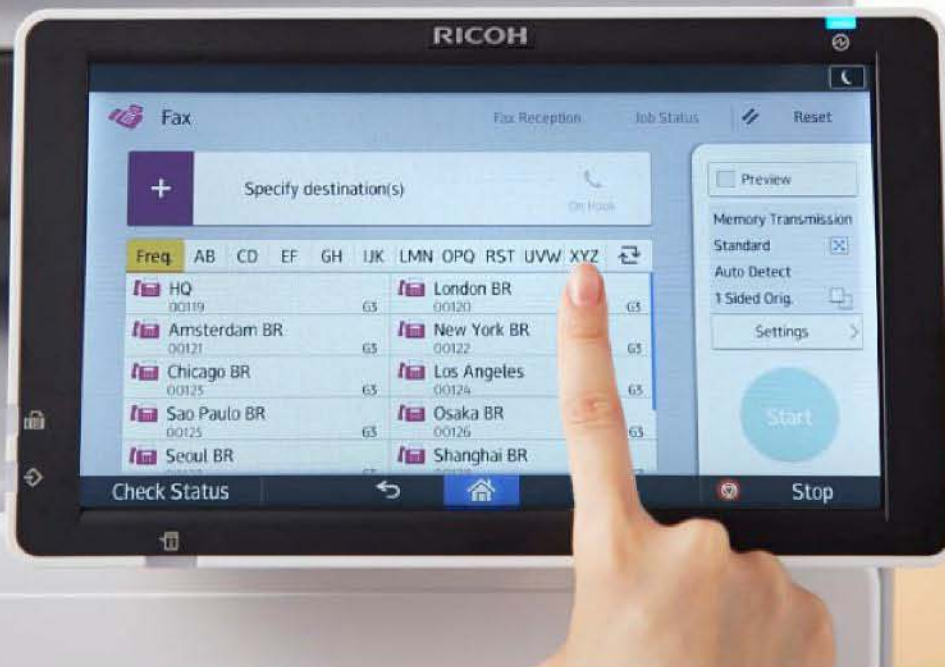 RICOH
Fax
Fax Reception
Job Status
Reset
+
Specify destination(s)
On Hook
Preview
Memory Transmission
Standard
Auto Detect
1 Sided Orig.
Settings
Start
Freq. AB CD EF GH IJK LMN OPQ RST UVW XYZ
HQ
00119 G3
London BR
00120 G3
Amsterdam BR
00121 G3
New York BR
00122 G3
Chicago BR
00123 G3
Los Angeles
00124 G3
Sao Paulo BR
00125 G3
Osaka BR
00126 G3
Seoul BR
Shanghai BR
Check Status
Stop